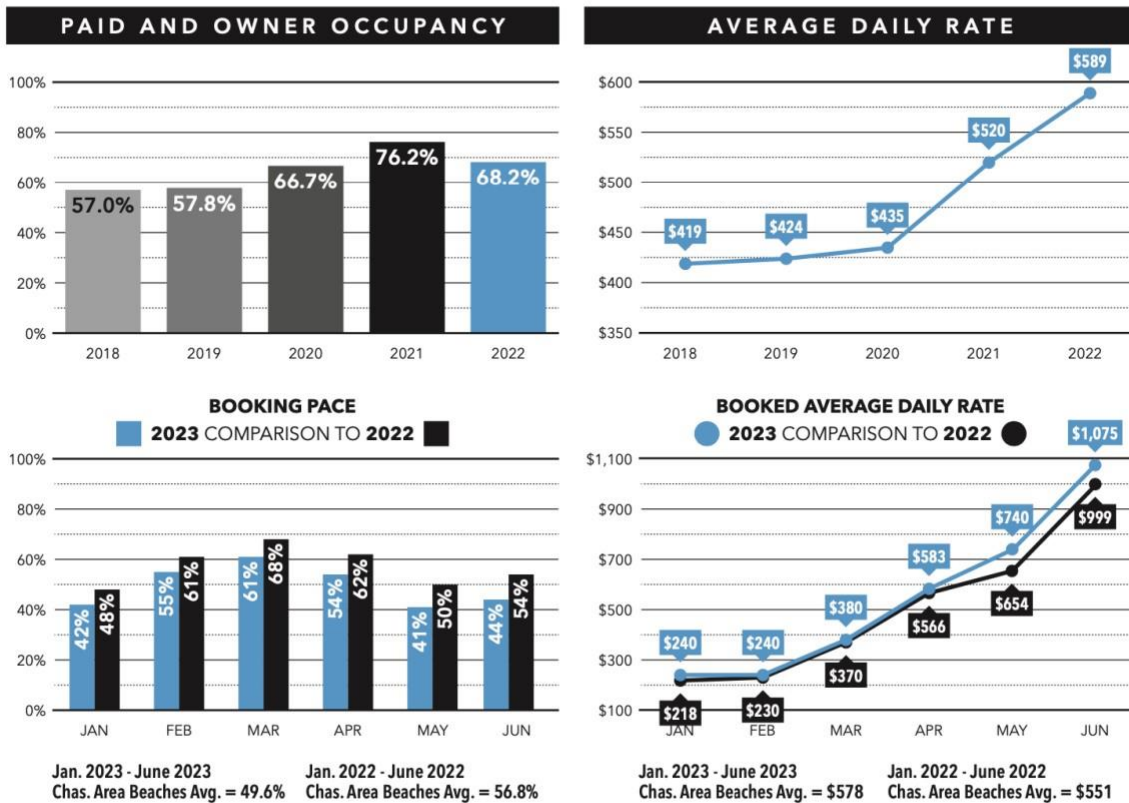 PAID AND OWNER OCCUPANCY
100%
80%
60%
40%
20%
0%
57.0%
57.8%
66.7%
76.2%
68.2%
2018
2019
2020
2021
2022
AVERAGE DAILY RATE
$600
$550
$500
$450
$400
$350
$419
$424
$435
$520
$589
2018
2019
2020
2021
2022
BOOKING PACE
2023 COMPARISON TO 2022
100%
80%
60%
40%
20%
0%
42%
48%
55%
61%
61%
68%
54%
62%
41%
50%
44%
54%
JAN
FEB
MAR
APR
MAY
JUN
Jan. 2023 - June 2023
Chas. Area Beaches Avg. = 49.6%
Jan. 2022 - June 2022
Chas. Area Beaches Avg. = 56.8%
BOOKED AVERAGE DAILY RATE
2023 COMPARISON TO 2022
$1,100
$900
$700
$500
$300
$100
$240
$240
$380
$583
$740
$1,075
$218
$230
$370
$566
$654
$999
JAN
FEB
MAR
APR
MAY
JUN
Jan. 2023 - June 2023
Chas. Area Beaches Avg. = $578
Jan. 2022 - June 2022
Chas. Area Beaches Avg. = $551